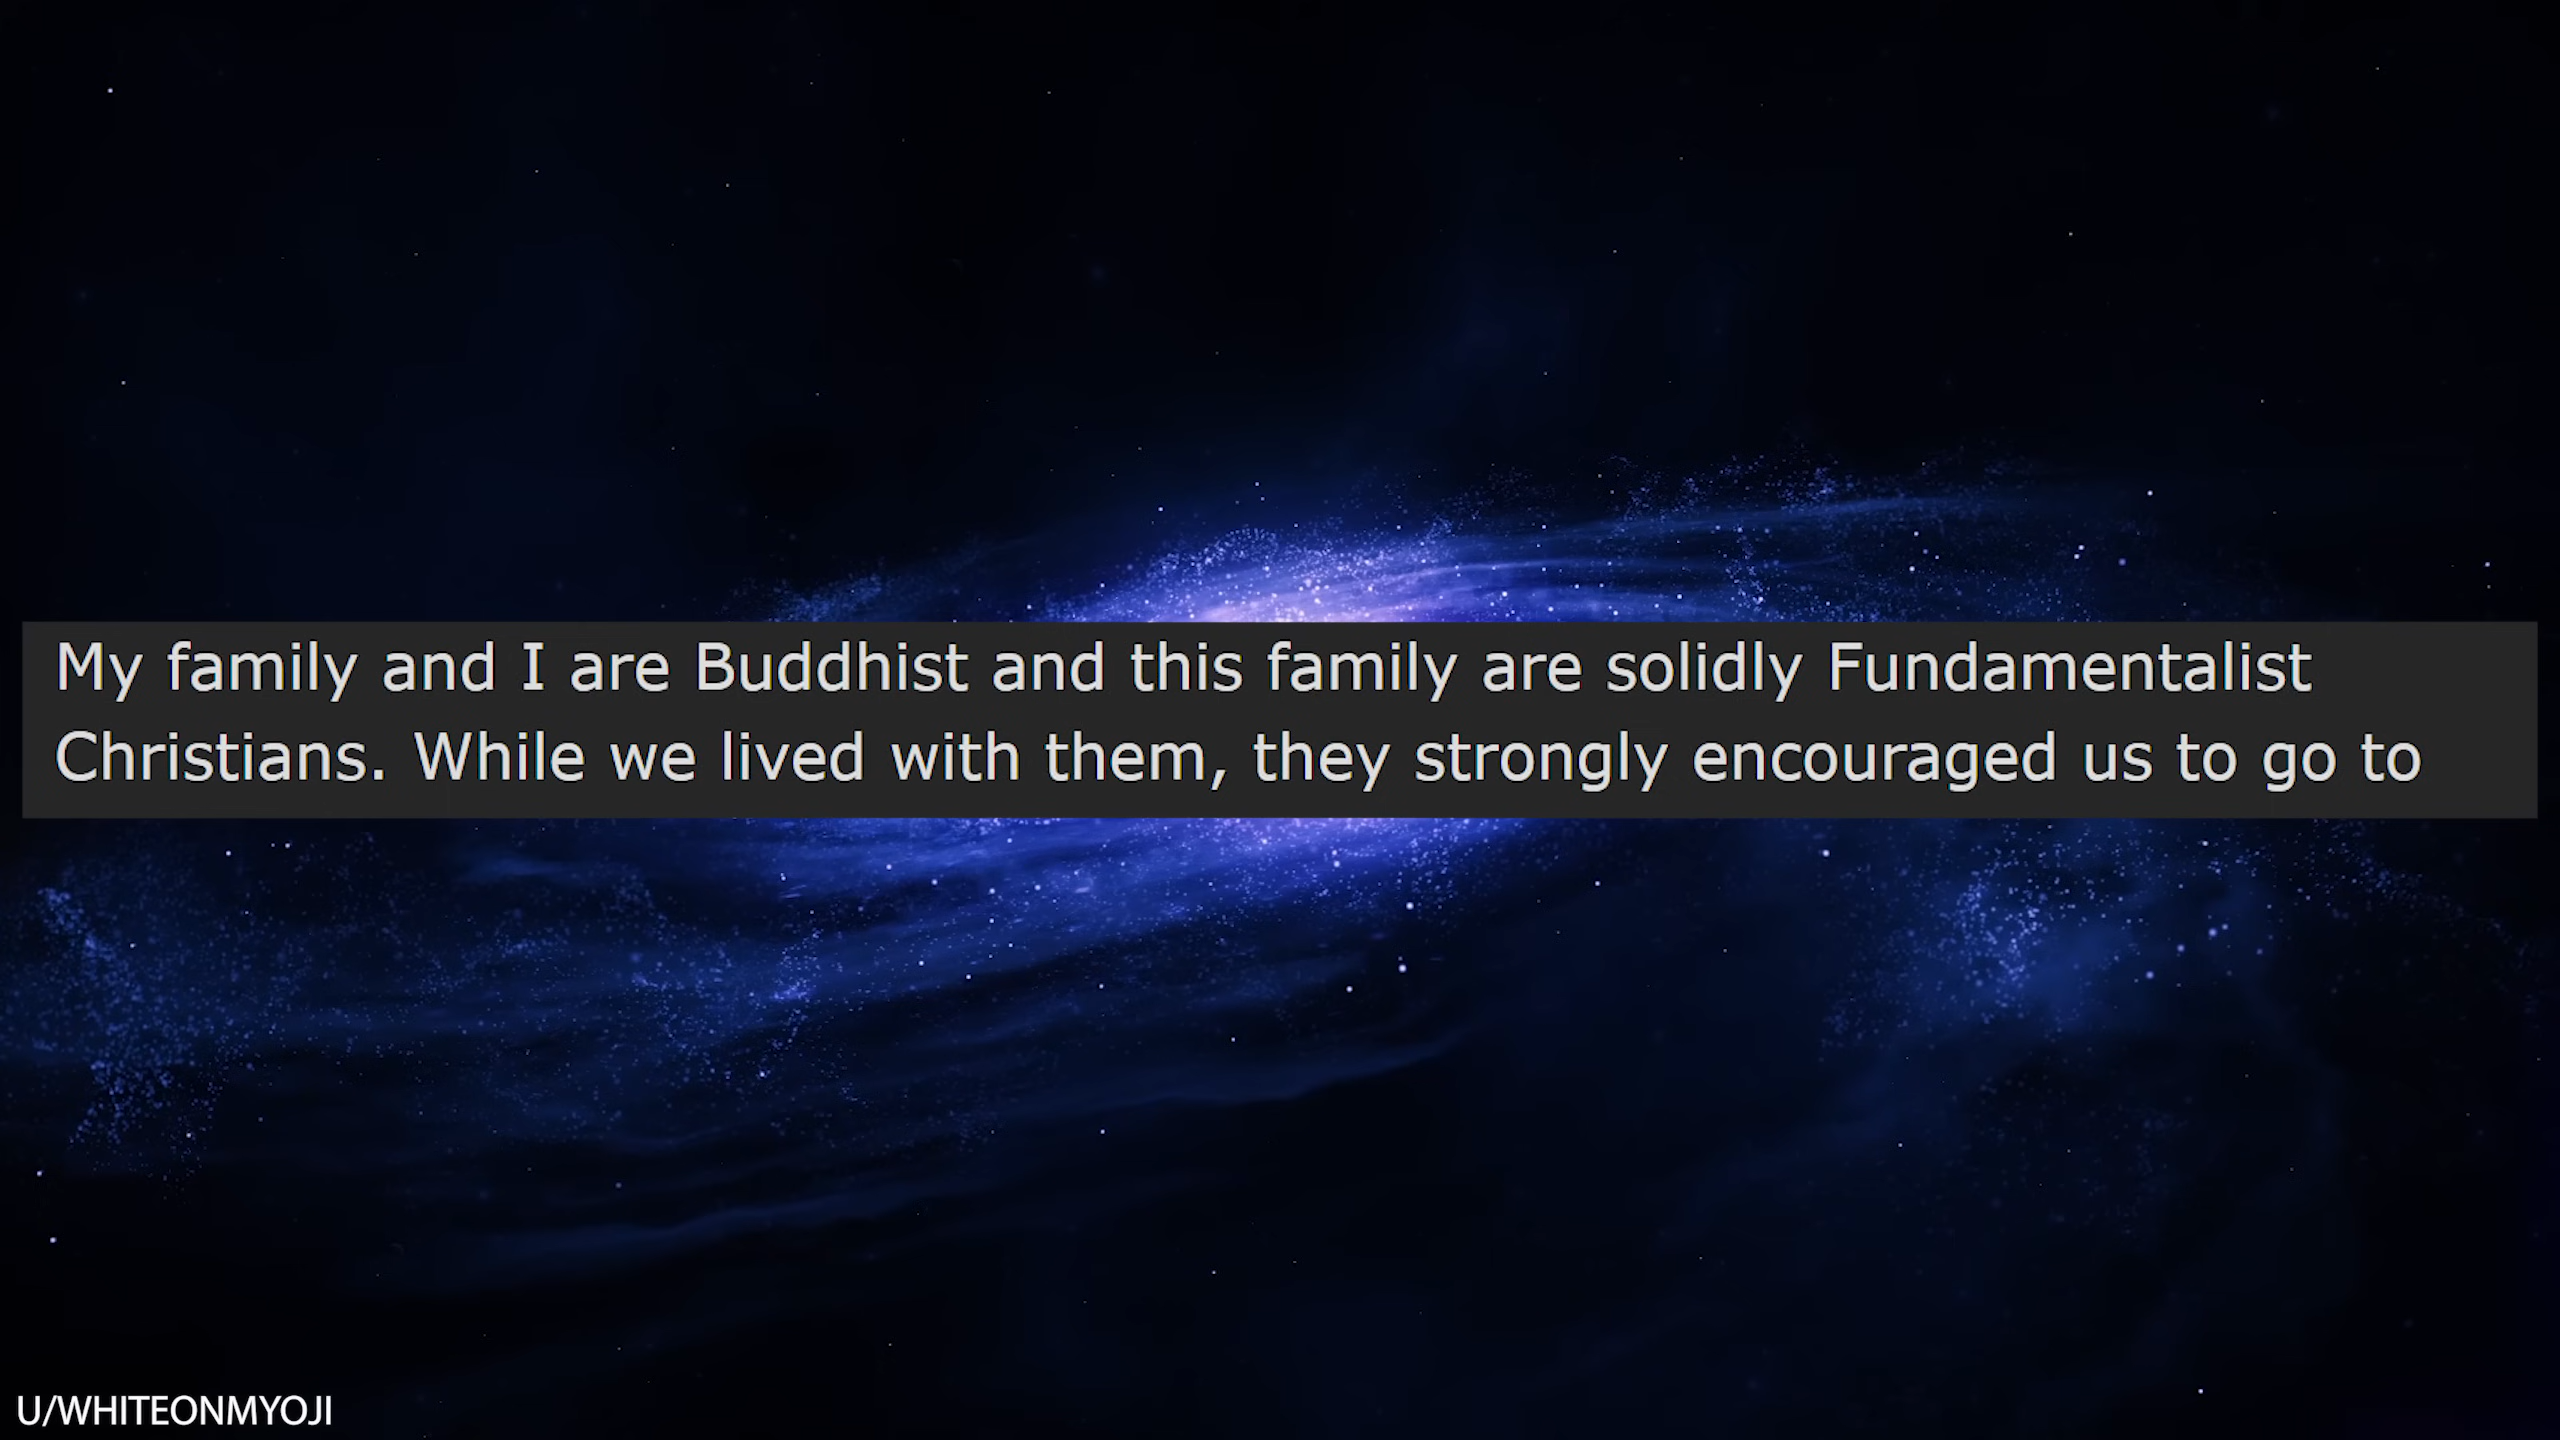 My family and I are Buddhist and this family are solidly Fundamentalist
Christians. While we lived with them, they strongly encouraged us to go to
U/WHITEONMYOJI